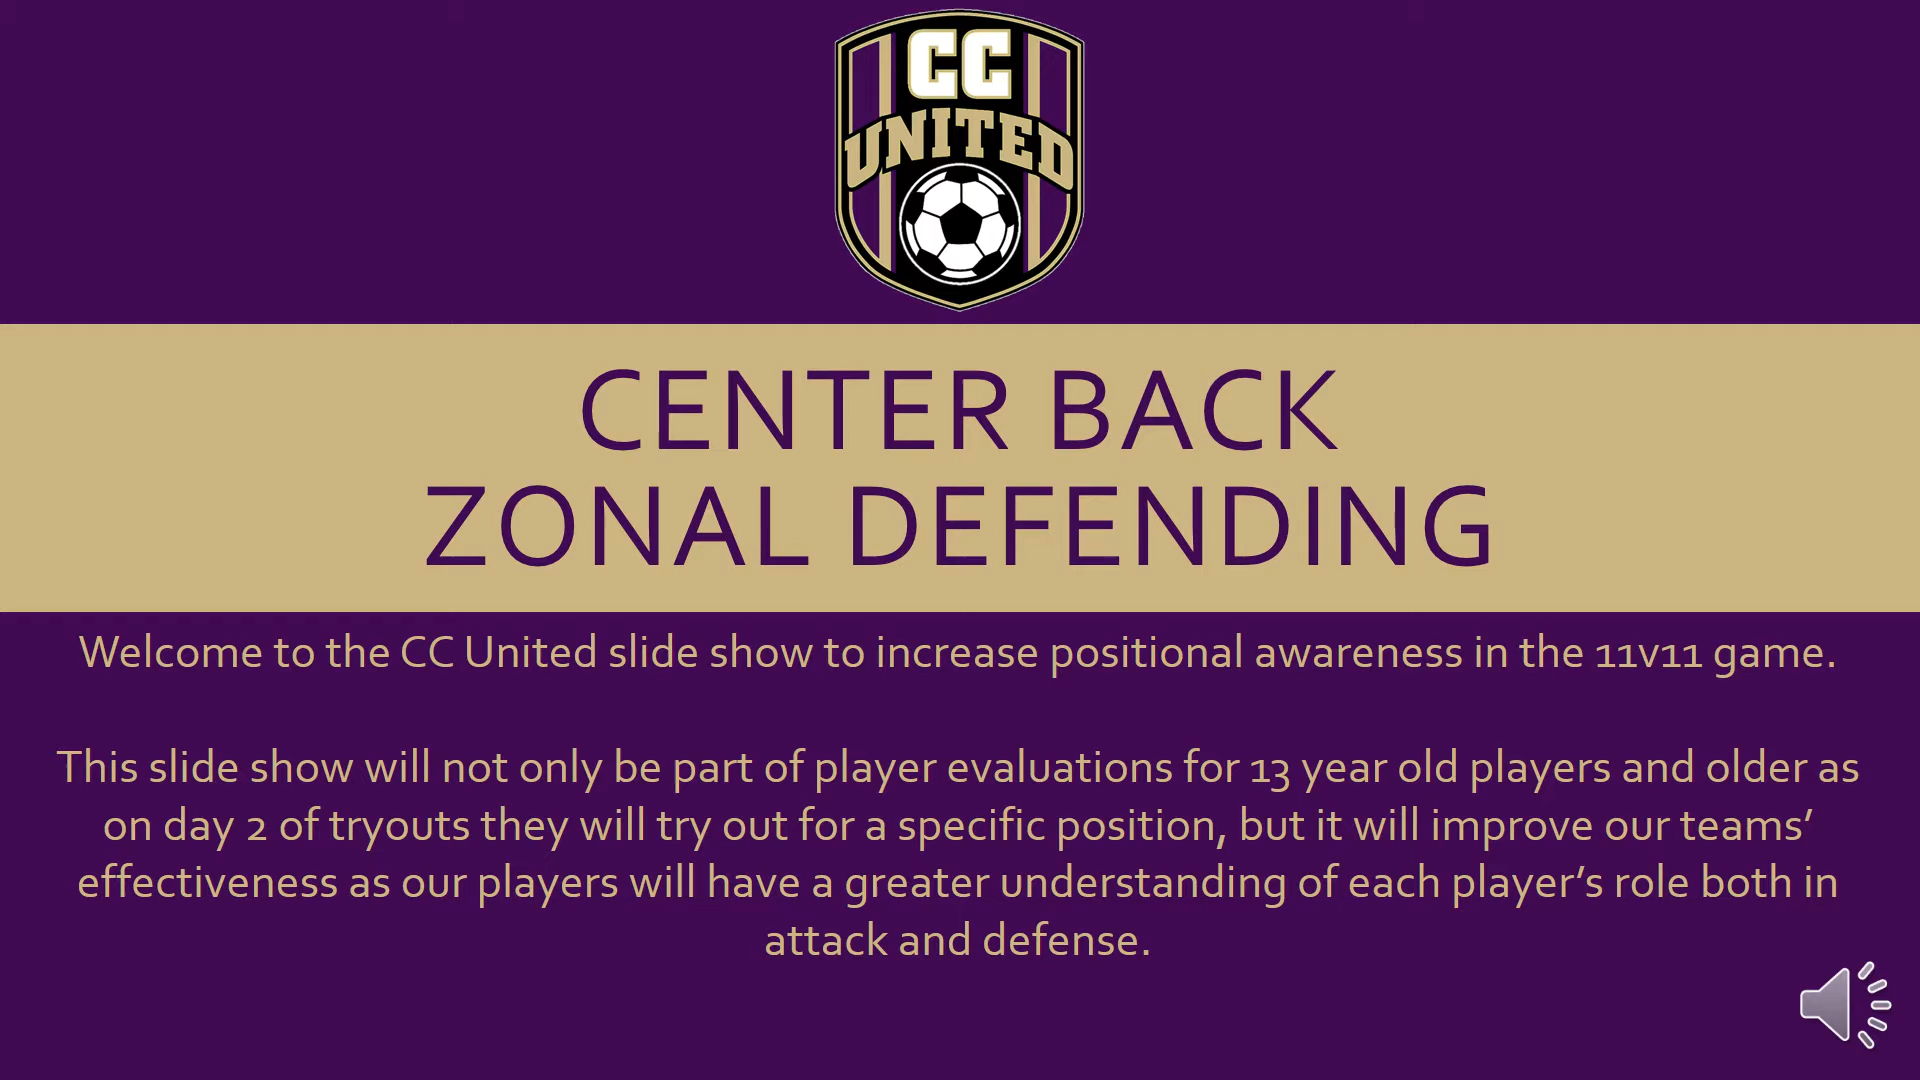 CC
UNITED
CENTER BACK
ZONAL DEFENDING
Welcome to the CC United slide show to increase positional awareness in the 11v11 game.
This slide show will not only be part of player evaluations for 13 year old players and older as
on day 2 of tryouts they will try out for a specific position, but it will improve our teams’
effectiveness as our players will have a greater understanding of each player’s role both in
attack and defense.